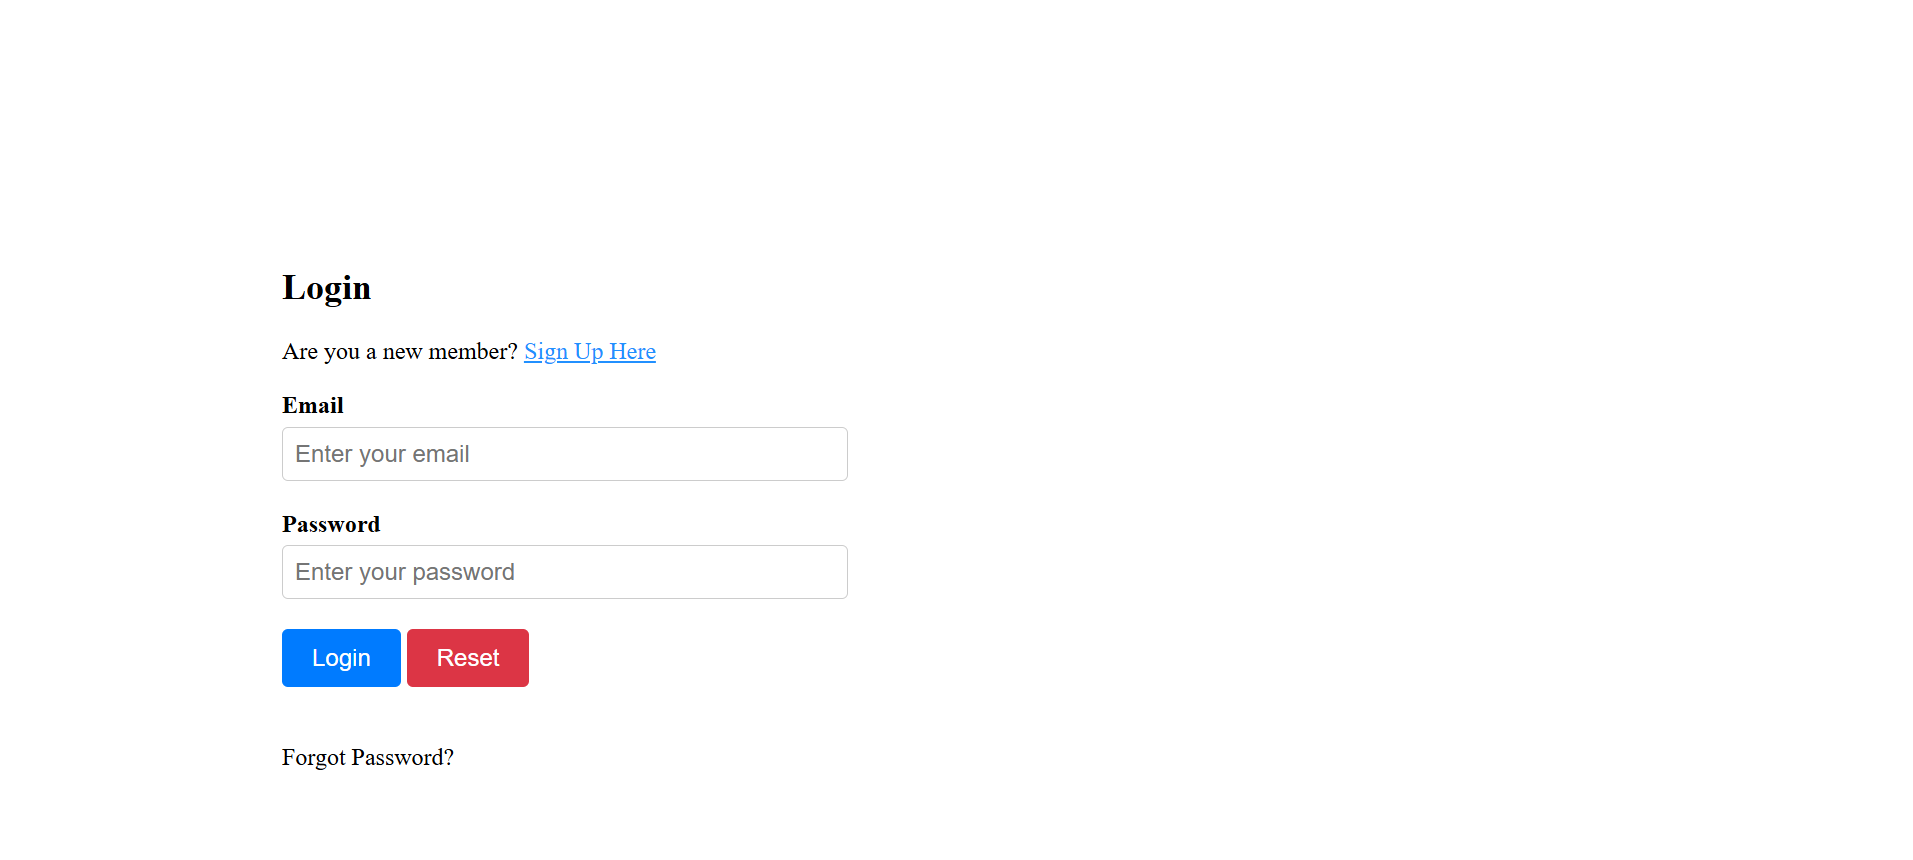 Login
Are you a new member? Sign Up Here
Email
Enter your email
Password
Enter your password
Login Reset
Forgot Password?